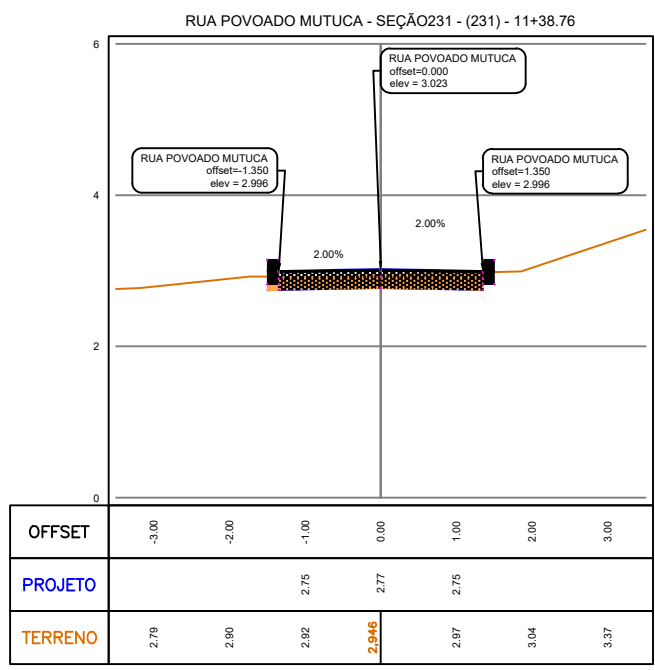 RUA POVOADO MUTUCA - SEÇÃO231 - (231) - 11+38.76
6
RUA POVOADO MUTUCA
offset=0.000
elev = 3.023
RUA POVOADO MUTUCA
offset=-1.350
elev = 2.996
RUA POVOADO MUTUCA
offset=1.350
elev = 2.996
4
2.00%
2.00%
2
0
OFFSET -3.00 -2.00 -1.00 0.00 1.00 2.00 3.00
PROJETO 2.75 2.77 2.75
TERRENO 2.79 2.90 2.92 2,946 2.97 3.04 3.37